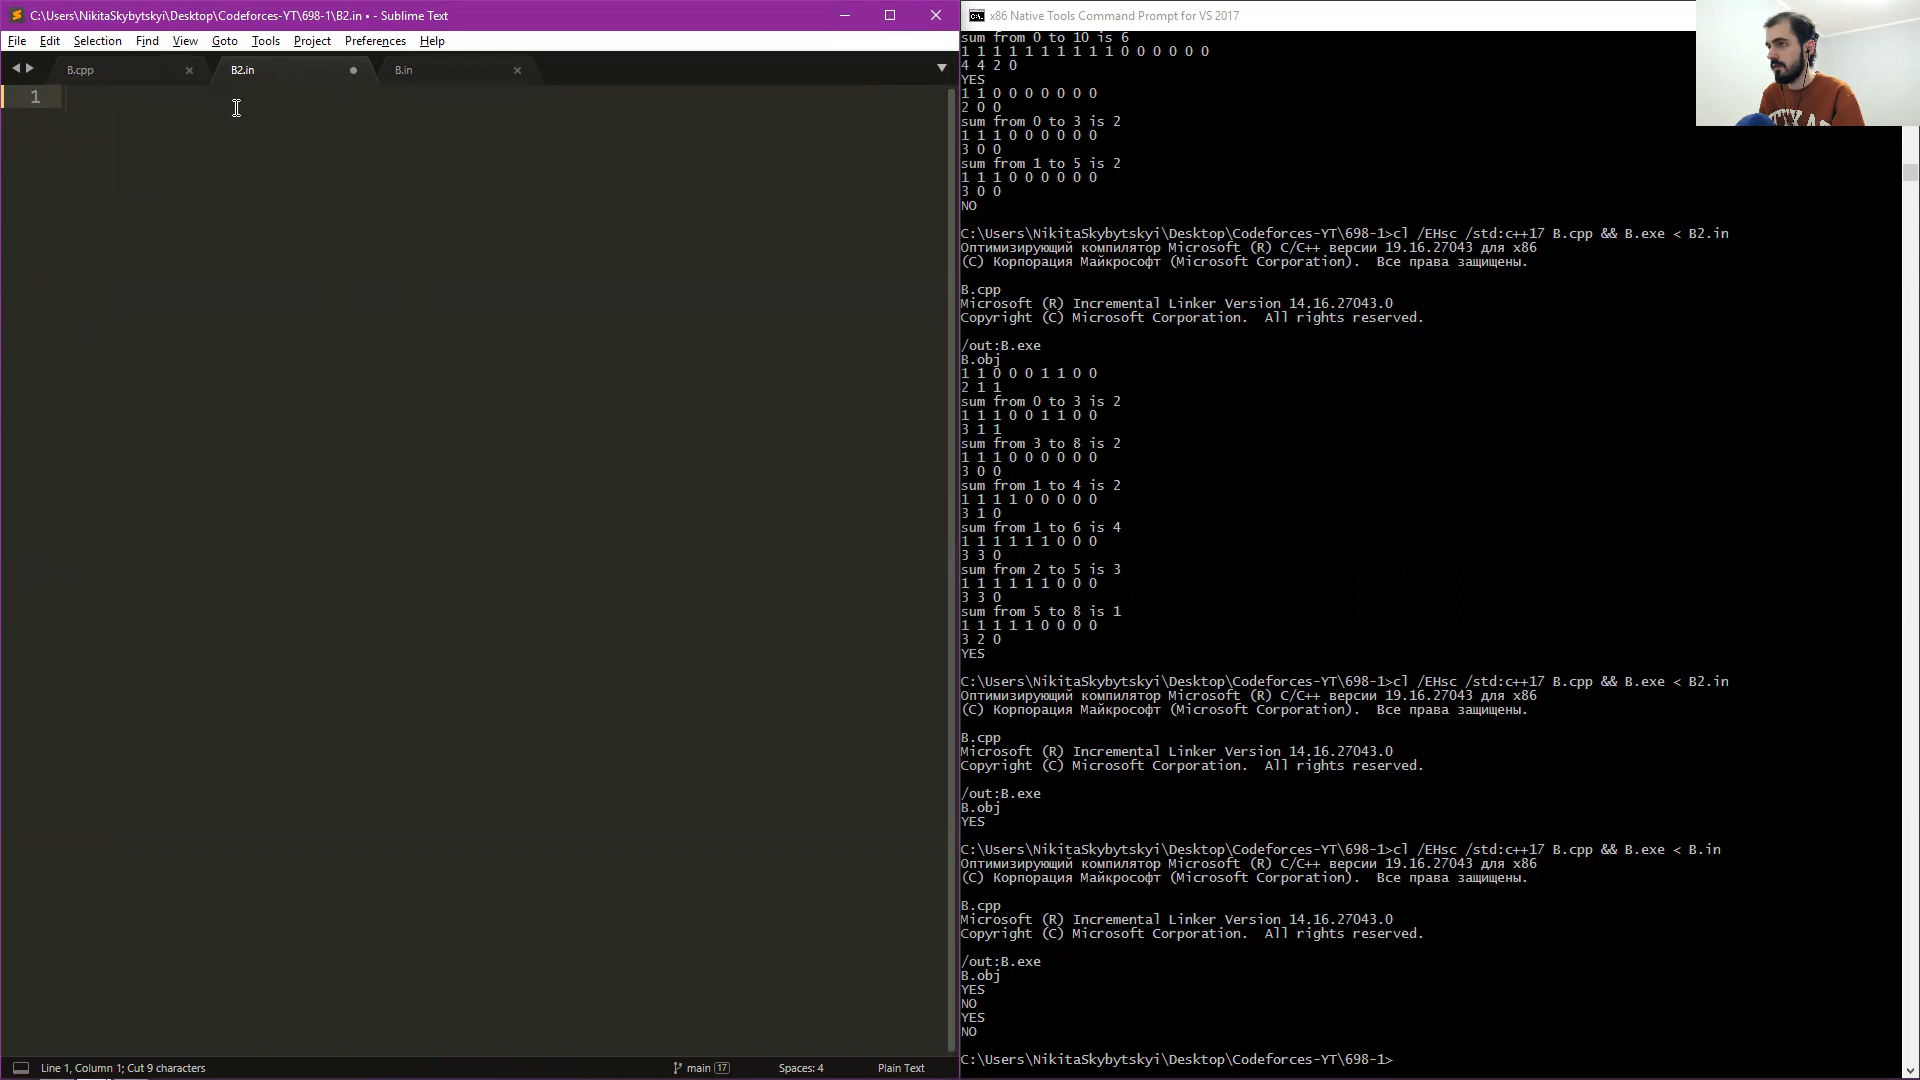 C:\Users\NikitaSkybytskyi\Desktop\Codeforces-YT\698-1\B2.in • - Sublime Text
File Edit Selection Find View Goto Tools Project Preferences Help
B.cpp
B2.in
B.in
1
Line 1, Column 1; Cut 9 characters
main 17
Spaces: 4
Plain Text
x86 Native Tools Command Prompt for VS 2017
sum from 0 to 10 is 6
1 1 1 1 1 1 1 1 1 1 0 0 0 0 0 0
4 4 2 0
YES
1 1 0 0 0 0 0 0 0
2 0 0
sum from 0 to 3 is 2
1 1 1 0 0 0 0 0 0
3 0 0
sum from 1 to 5 is 2
1 1 1 0 0 0 0 0 0
3 0 0
NO
C:\Users\NikitaSkybytskyi\Desktop\Codeforces-YT\698-1>cl /EHsc /std:c++17 B.cpp && B.exe < B2.in
Оптимизирующий компилятор Microsoft (R) C/C++ версии 19.16.27043 для x86
(C) Корпорация Майкрософт (Microsoft Corporation).  Все права защищены.
B.cpp
Microsoft (R) Incremental Linker Version 14.16.27043.0
Copyright (C) Microsoft Corporation.  All rights reserved.
/out:B.exe
B.obj
1 1 0 0 0 1 1 0 0
2 1 1
sum from 0 to 3 is 2
1 1 1 0 0 1 1 0 0
3 1 1
sum from 3 to 8 is 2
1 1 1 0 0 0 0 0 0
3 0 0
sum from 1 to 4 is 2
1 1 1 1 0 0 0 0 0
3 1 0
sum from 1 to 6 is 4
1 1 1 1 1 1 0 0 0
3 3 0
sum from 2 to 5 is 3
1 1 1 1 1 1 0 0 0
3 3 0
sum from 5 to 8 is 1
1 1 1 1 1 0 0 0 0
3 2 0
YES
C:\Users\NikitaSkybytskyi\Desktop\Codeforces-YT\698-1>cl /EHsc /std:c++17 B.cpp && B.exe < B2.in
Оптимизирующий компилятор Microsoft (R) C/C++ версии 19.16.27043 для x86
(C) Корпорация Майкрософт (Microsoft Corporation).  Все права защищены.
B.cpp
Microsoft (R) Incremental Linker Version 14.16.27043.0
Copyright (C) Microsoft Corporation.  All rights reserved.
/out:B.exe
B.obj
YES
C:\Users\NikitaSkybytskyi\Desktop\Codeforces-YT\698-1>cl /EHsc /std:c++17 B.cpp && B.exe < B.in
Оптимизирующий компилятор Microsoft (R) C/C++ версии 19.16.27043 для x86
(C) Корпорация Майкрософт (Microsoft Corporation).  Все права защищены.
B.cpp
Microsoft (R) Incremental Linker Version 14.16.27043.0
Copyright (C) Microsoft Corporation.  All rights reserved.
/out:B.exe
B.obj
YES
NO
YES
NO
C:\Users\NikitaSkybytskyi\Desktop\Codeforces-YT\698-1>